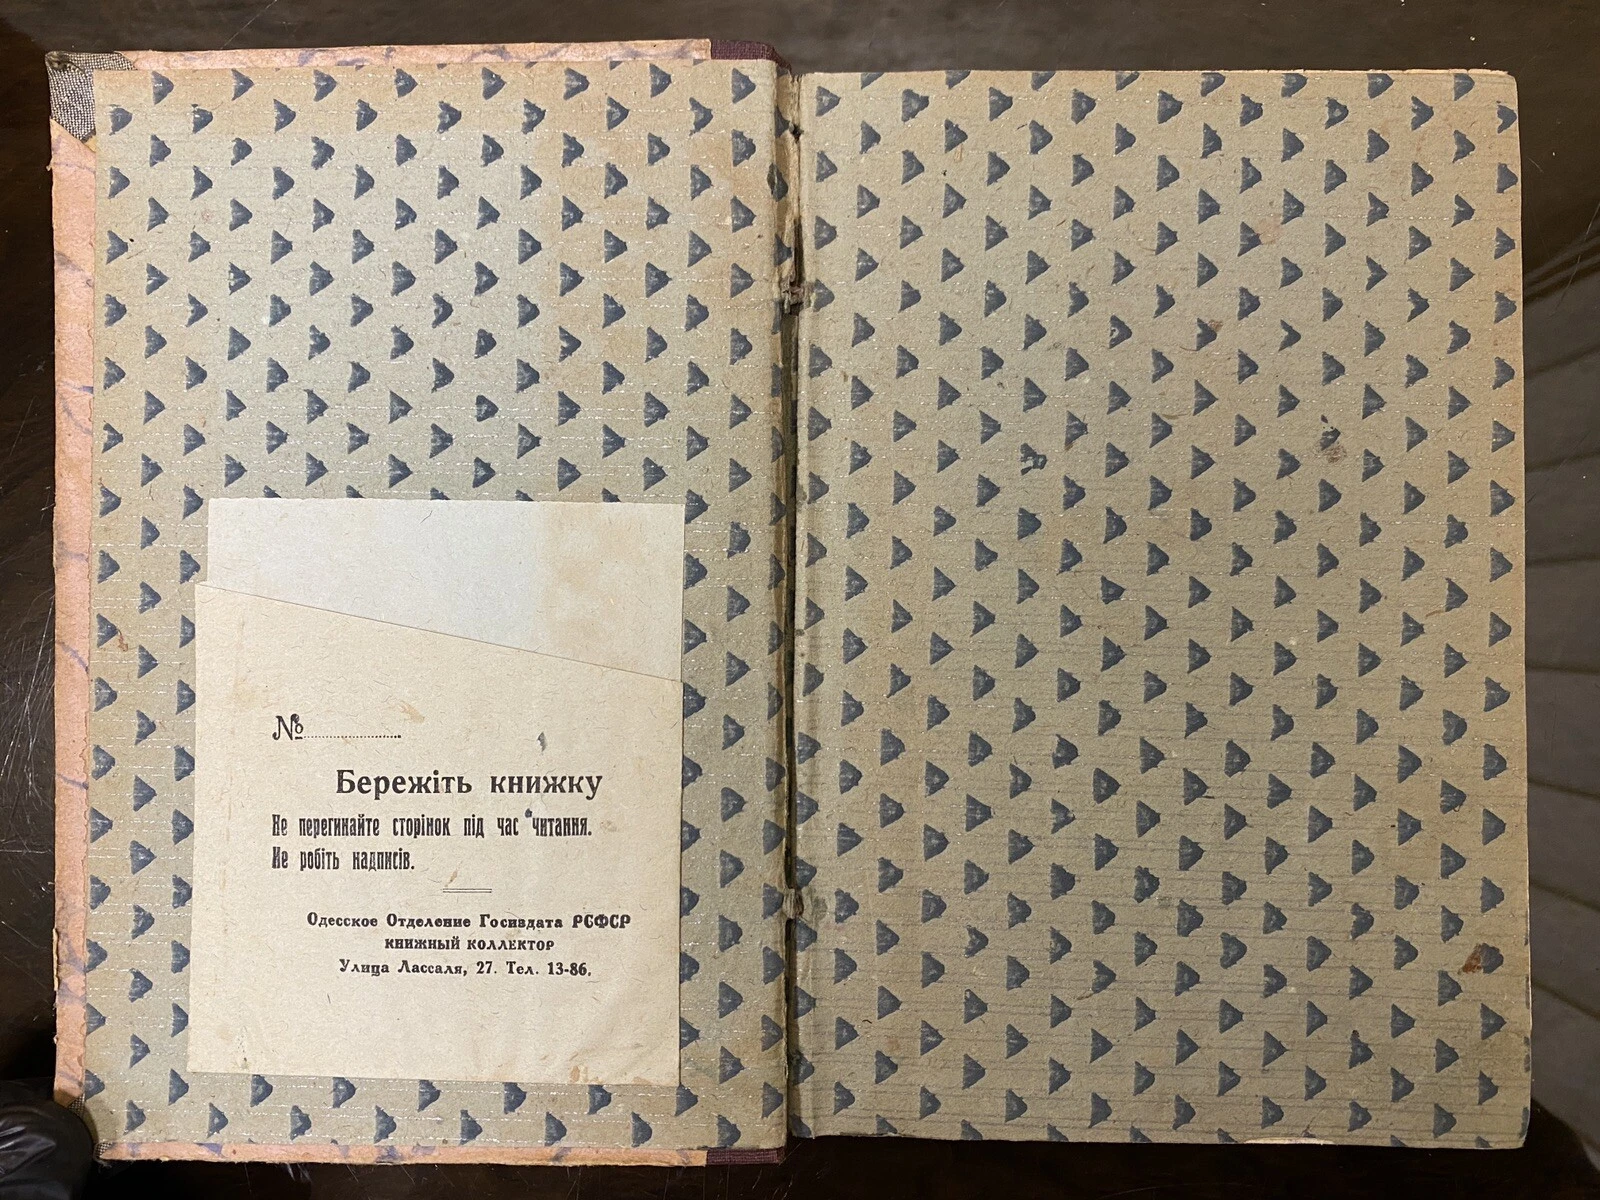 №
Бережіть книжку
Не перегинайте сторінок під час читання.
Не робіть надписів.
Одесское Отделение Госиздата РСФСР
КНИЖНЫЙ КОЛЛЕКТОР
Улица Лассаля, 27. Тел. 13-86.